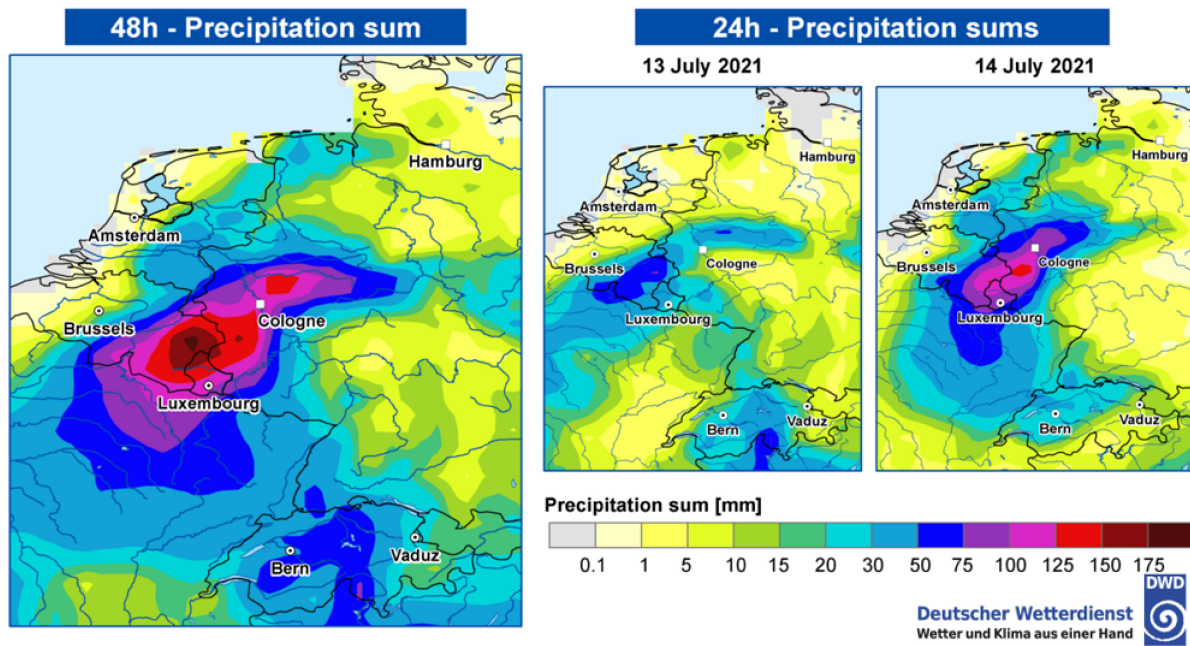 48h - Precipitation sum
Hamburg
Amsterdam
Brussels
Cologne
Luxembourg
Bern
Vaduz
24h - Precipitation sums
13 July 2021
Hamburg
Amsterdam
Brussels
Cologne
Luxembourg
Bern
Vaduz
14 July 2021
Hamburg
Amsterdam
Brussels
Cologne
Luxembourg
Bern
Vaduz
Precipitation sum [mm]
0.1 1 5 10 15 20 30 50 75 100 125 150 175
Deutscher Wetterdienst
Wetter und Klima aus einer Hand
DWD